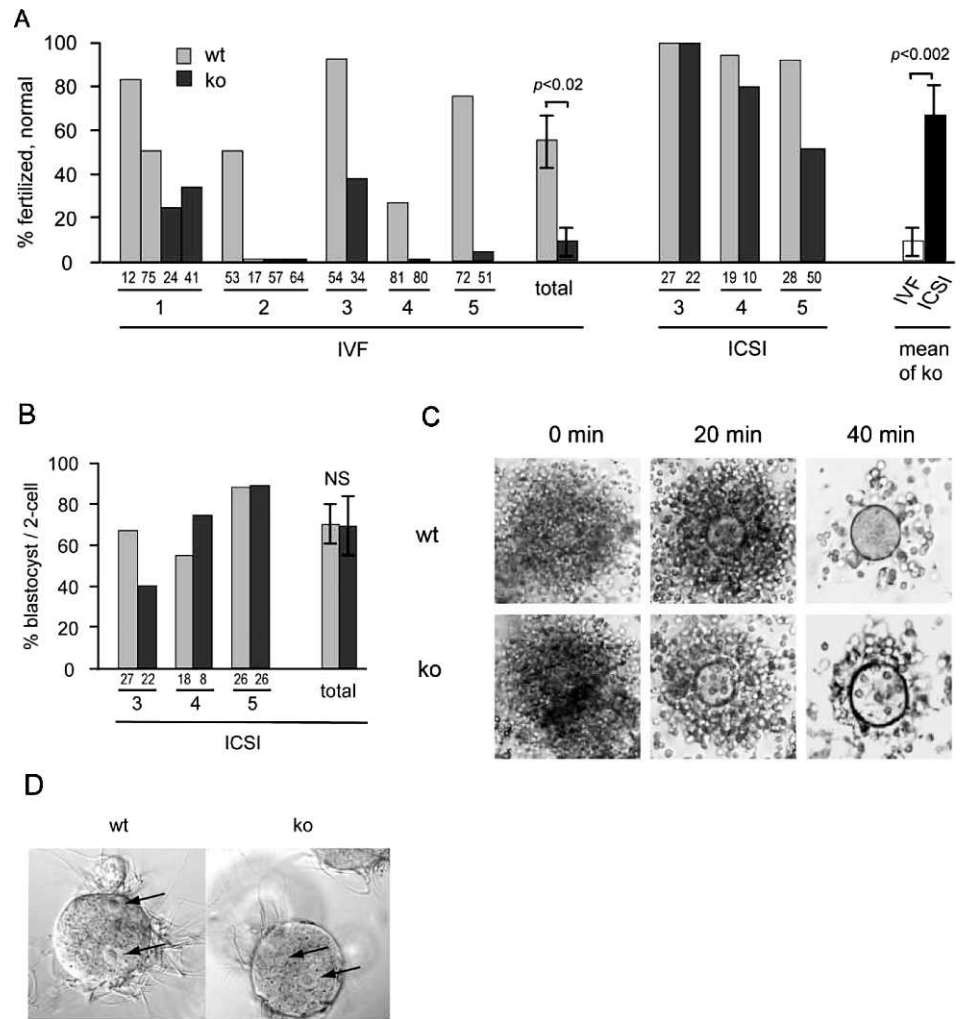 A
% fertilized, normal
100
80
60
40
20
0
wt
ko
p<0.02
p<0.002
12 75 24 41
53 17 57 64
54 34
81 80
72 51
total
27 22
19 10
28 50
IVF
ICSI
1
2
3
4
5
3
4
5
IVF
ICSI
mean
of ko
B
% blastocyst / 2-cell
100
80
60
40
20
0
NS
27 22
18 8
26 26
total
3
4
5
ICSI
C
0 min
20 min
40 min
wt
ko
D
wt
ko